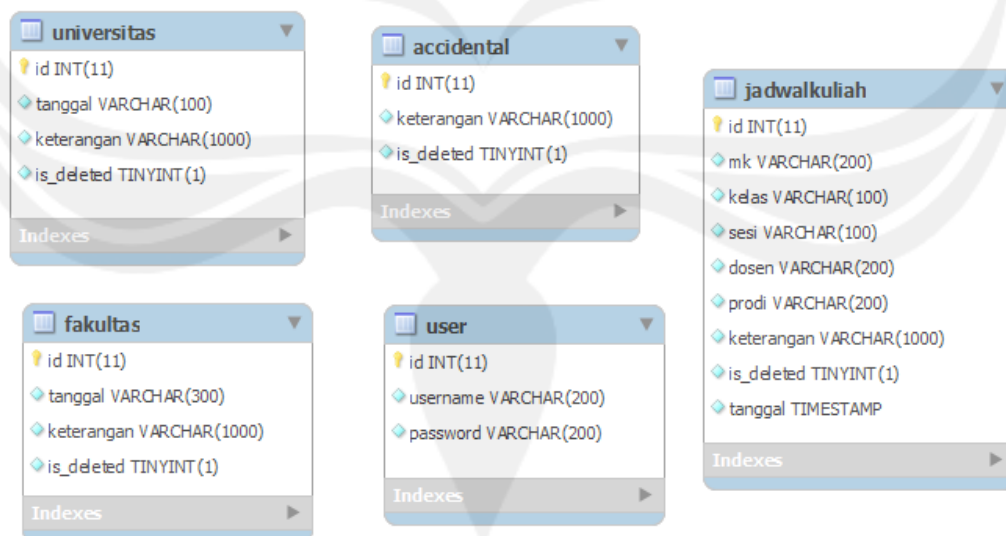 universitas
id INT(11)
tanggal VARCHAR(100)
keterangan VARCHAR(1000)
is_deleted TINYINT(1)
Indexes
accidental
id INT(11)
keterangan VARCHAR(1000)
is_deleted TINYINT(1)
Indexes
jadwalkuliah
id INT(11)
mk VARCHAR(200)
kelas VARCHAR(100)
sesi VARCHAR(100)
dosen VARCHAR(200)
prodi VARCHAR(200)
keterangan VARCHAR(1000)
is_deleted TINYINT(1)
tanggal TIMESTAMP
Indexes
fakultas
id INT(11)
tanggal VARCHAR(300)
keterangan VARCHAR(1000)
is_deleted TINYINT(1)
Indexes
user
id INT(11)
username VARCHAR(200)
password VARCHAR(200)
Indexes